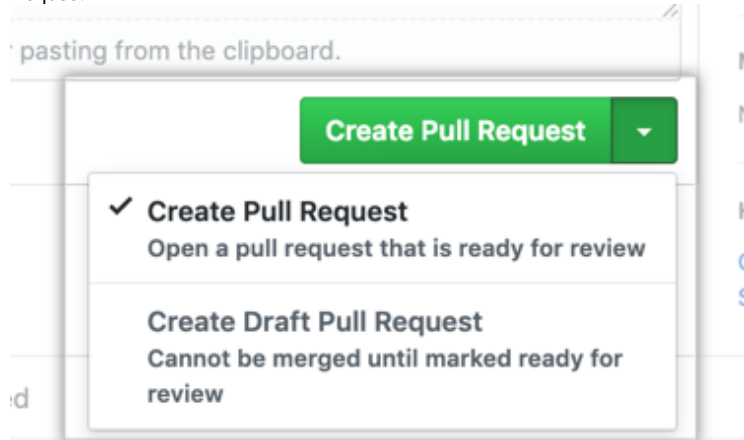 pasting from the clipboard.
Create Pull Request
Create Pull Request
Open a pull request that is ready for review
Create Draft Pull Request
Cannot be merged until marked ready for
review